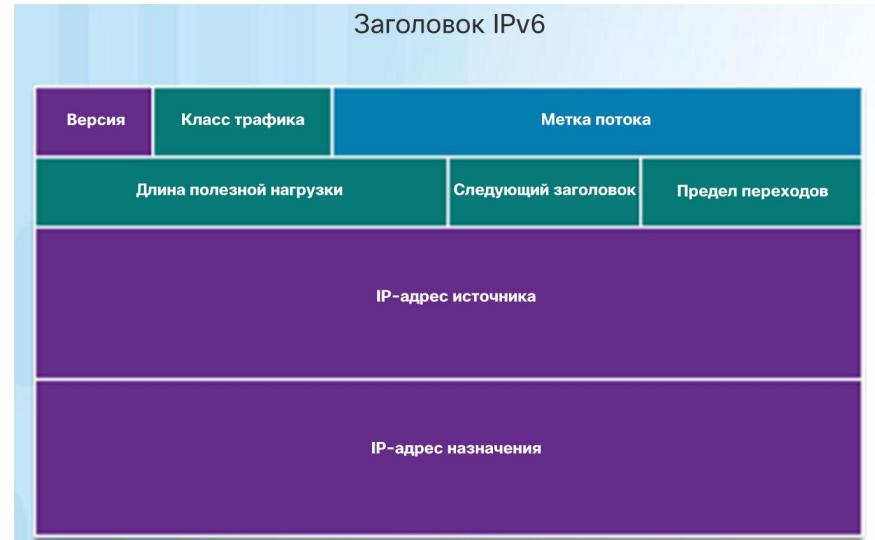 Заголовок IPv6
Версия
Класс трафика
Метка потока
Длина полезной нагрузки
Следующий заголовок
Предел переходов
IP-адрес источника
IP-адрес назначения